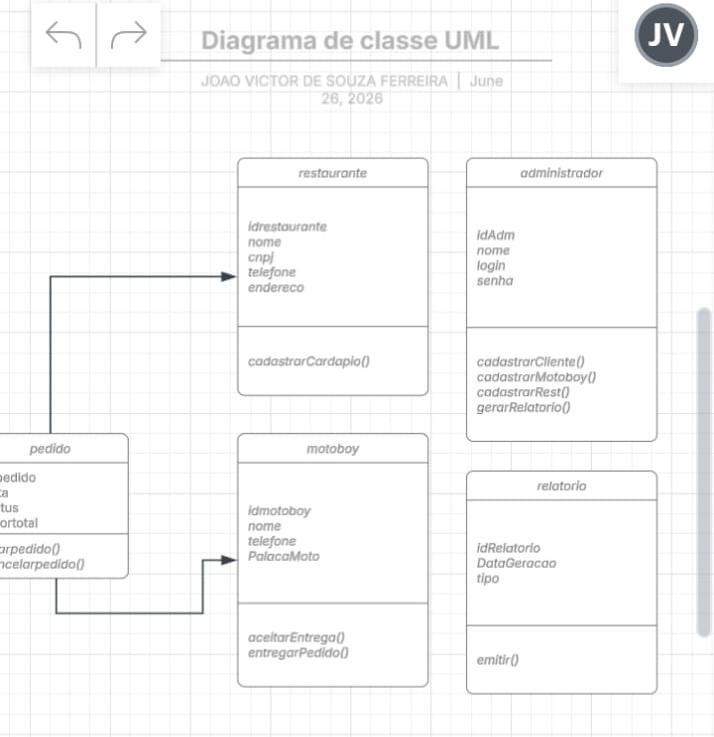 Diagrama de classe UML
JV
JOAO VICTOR DE SOUZA FERREIRA | June
26, 2026
restaurante
idrestaurante
nome
cnpj
telefone
endereco
cadastrarCardapio()
administrador
idAdm
nome
login
senha
cadastrarCliente()
cadastrarMotoboy()
cadastrarRest()
gerarRelatorio()
pedido
motoboy
idmotoboy
nome
telefone
PalacaMoto
aceitarEntrega()
entregarPedido()
relatorio
idRelatorio
DataGeracao
tipo
emitir()